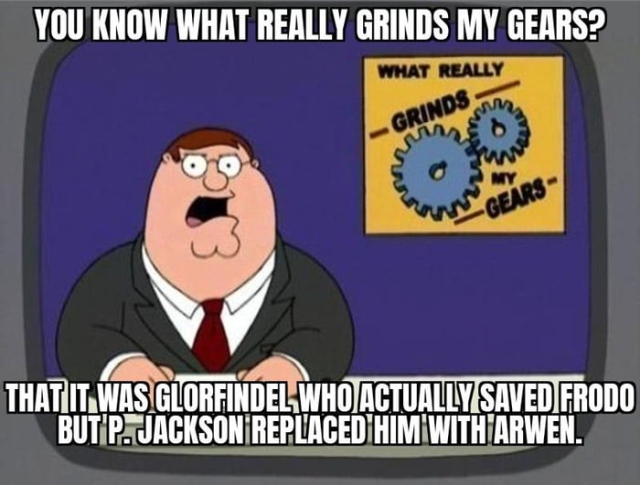 YOU KNOW WHAT REALLY GRINDS MY GEARS?
WHAT REALLY
GRINDS
MY
GEARS
THAT IT WAS GLORFINDEL WHO ACTUALLY SAVED FRODO
BUT P. JACKSON REPLACED HIM WITH ARWEN.